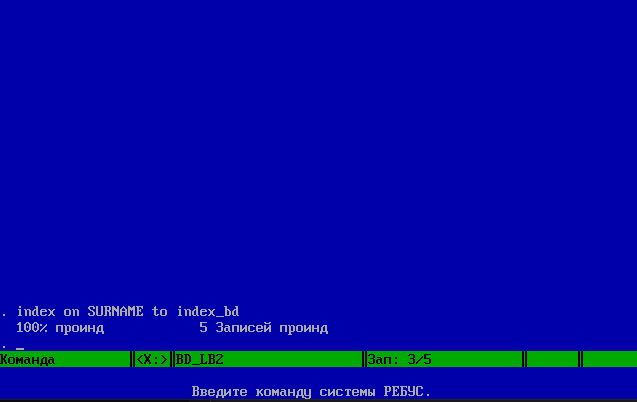 . index on SURNAME to index_bd
100% проинд 5 Записей проинд
. _
Команда <X:> BD_LB2 Зап: 3/5
Введите команду системы РЕБУС.